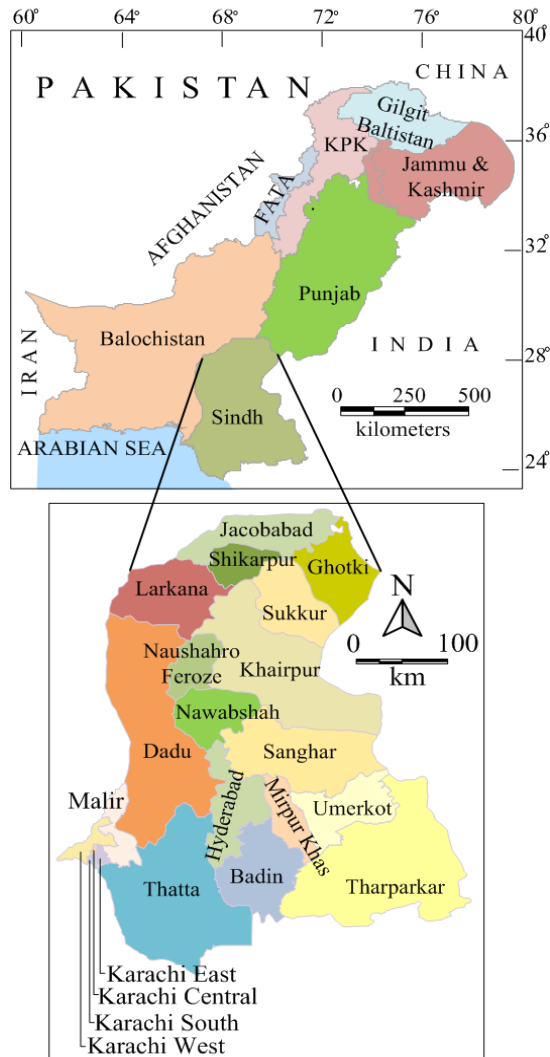 60° 64 68 72 76° 80°
40°
CHINA
PAKISTAN
Gilgit
Baltistan
36°
KPK
Jammu &
Kashmir
AFGHANISTAN
FATA
32°
Punjab
IRAN
Balochistan
INDIA
28°
0 250 500
kilometers
Sindh
ARABIAN SEA
24°
Jacobabad
Shikarpur
Ghotki
Larkana
Sukkur
N
Naushahro
Feroze
Khairpur
0 100
km
Nawabshah
Dadu
Sanghar
Malir
Hyderabad
Mirpur Khas
Umerkot
Thatta
Badin
Tharparkar
Karachi East
Karachi Central
Karachi South
Karachi West